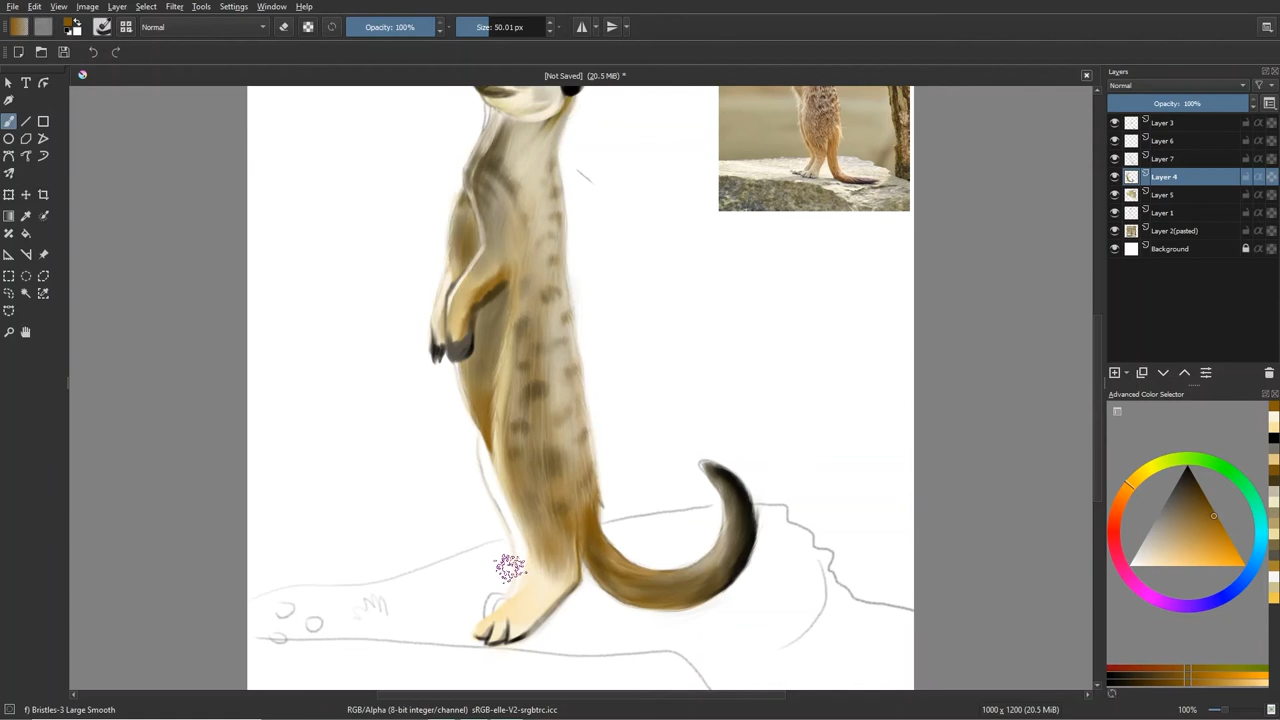 File Edit View Image Layer Select Filter Tools Settings Window Help
Normal Opacity: 100% Size: 50.01 px
[Not Saved] (20.5 MiB) *
Layers
Normal
Opacity: 100%
Layer 3
Layer 6
Layer 7
Layer 4
Layer 5
Layer 1
Layer 2(pasted)
Background
Advanced Color Selector
f) Bristles-3 Large Smooth RGB/Alpha (8-bit integer/channel) sRGB-elle-V2-srgbtrc.icc 1000 x 1200 (20.5 MiB) 100%